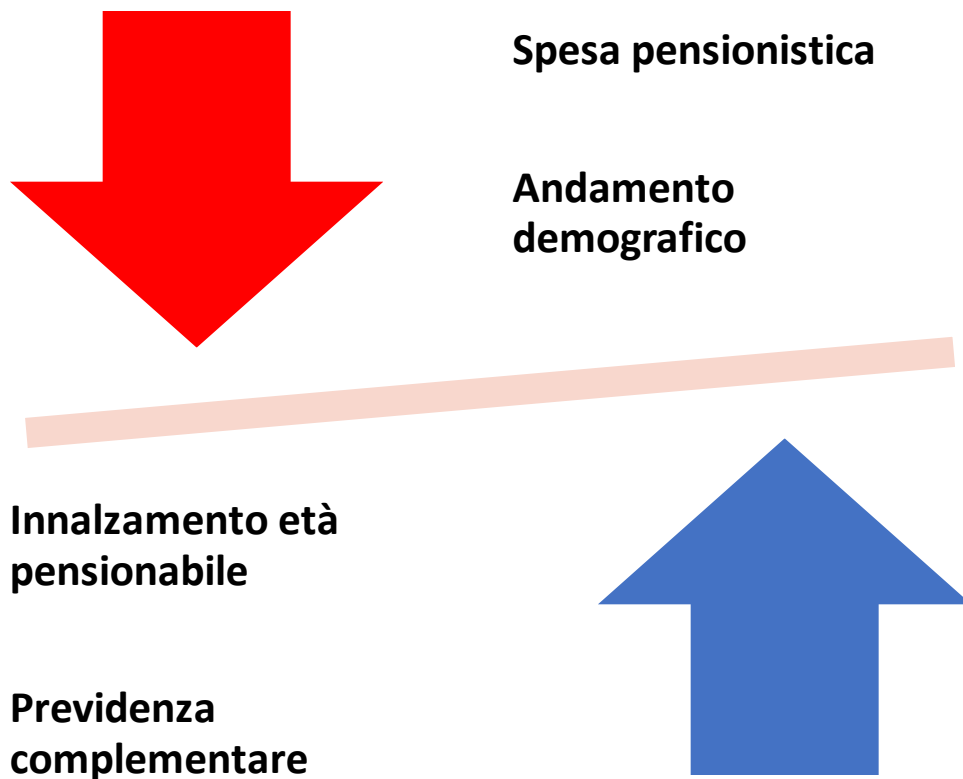 Spesa pensionistica
Andamento
demografico
Innalzamento età
pensionabile
Previdenza
complementare